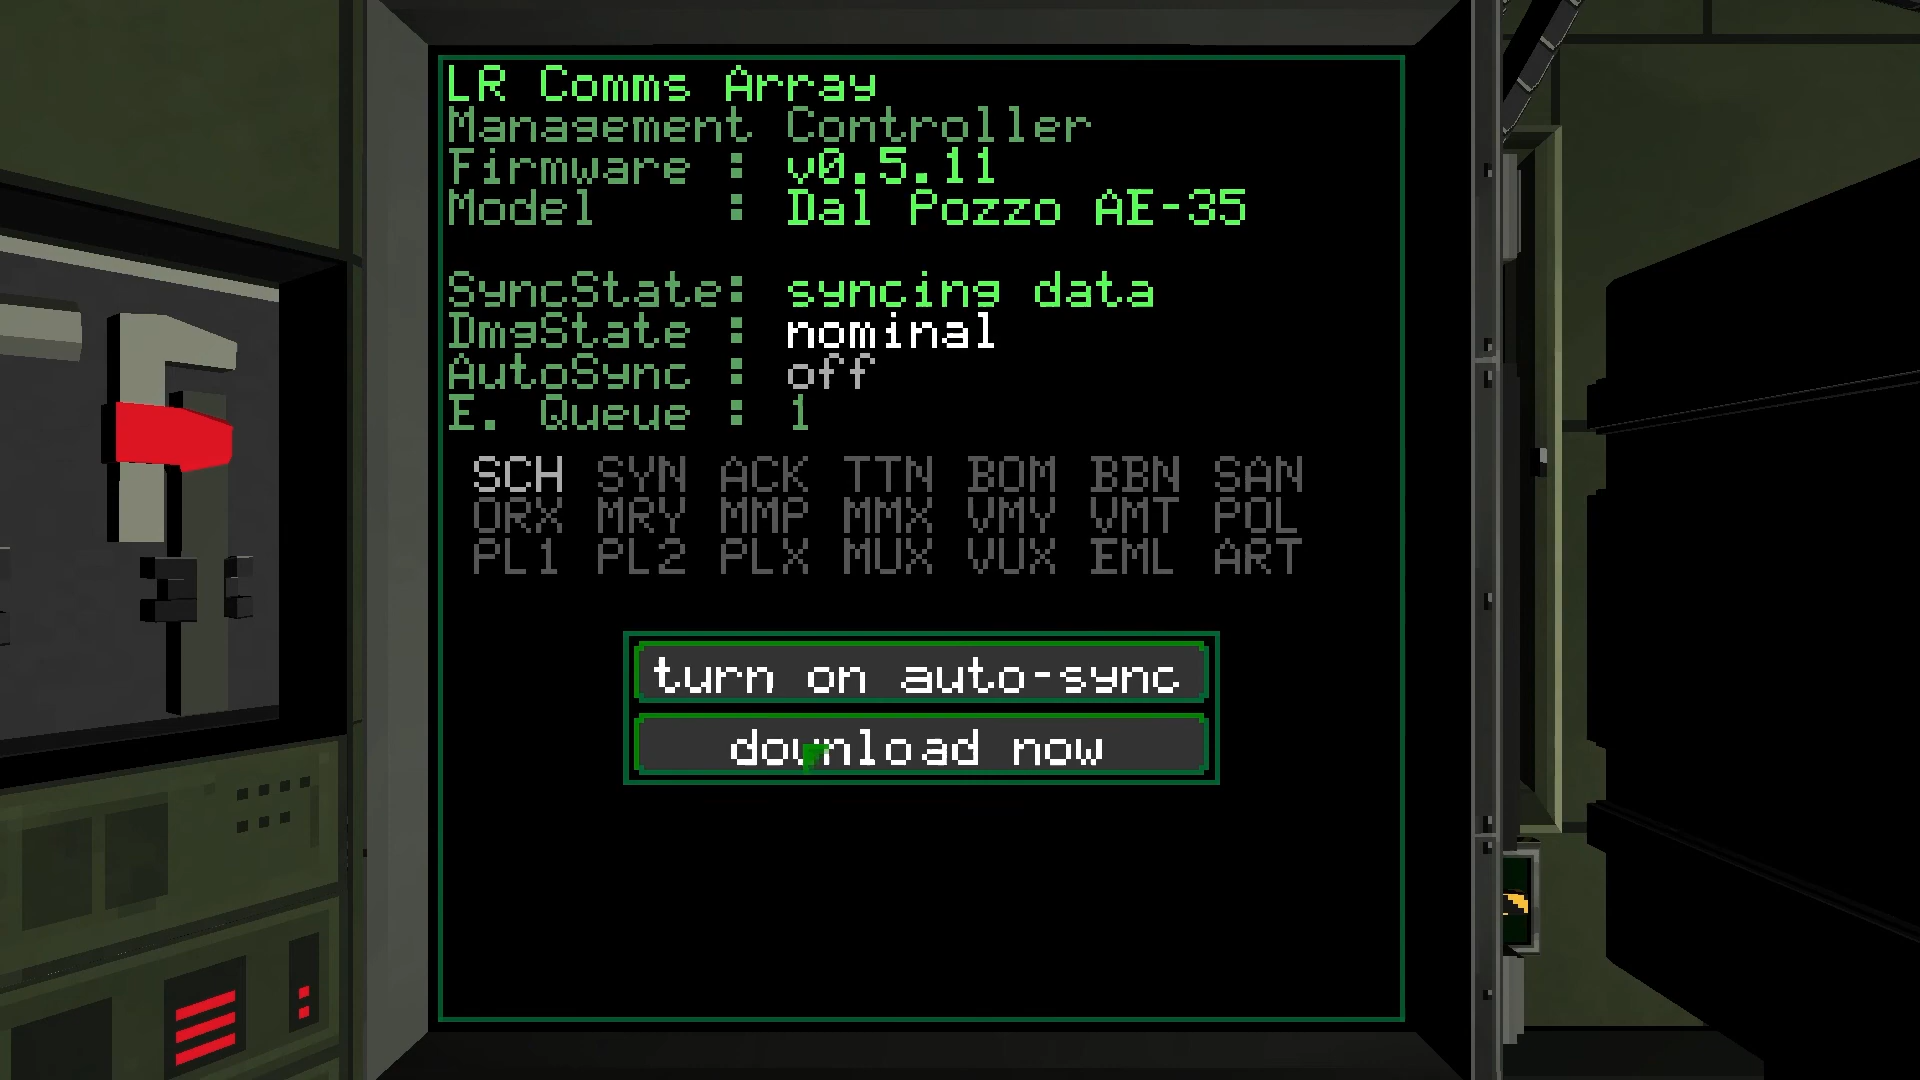 LR Comms Array
Management Controller
Firmware : v0.5.11
Model : Dal Pozzo AE-35
SyncState: syncing data
DmgState : nominal
AutoSync : off
E. Queue : 1
SCH SYN ACK TTN BOM BBN SAN
ORX MRY MMP MMX VMY VMT POL
PL1 PL2 PLX MUX VUX EML ART
turn on auto-sync
download now